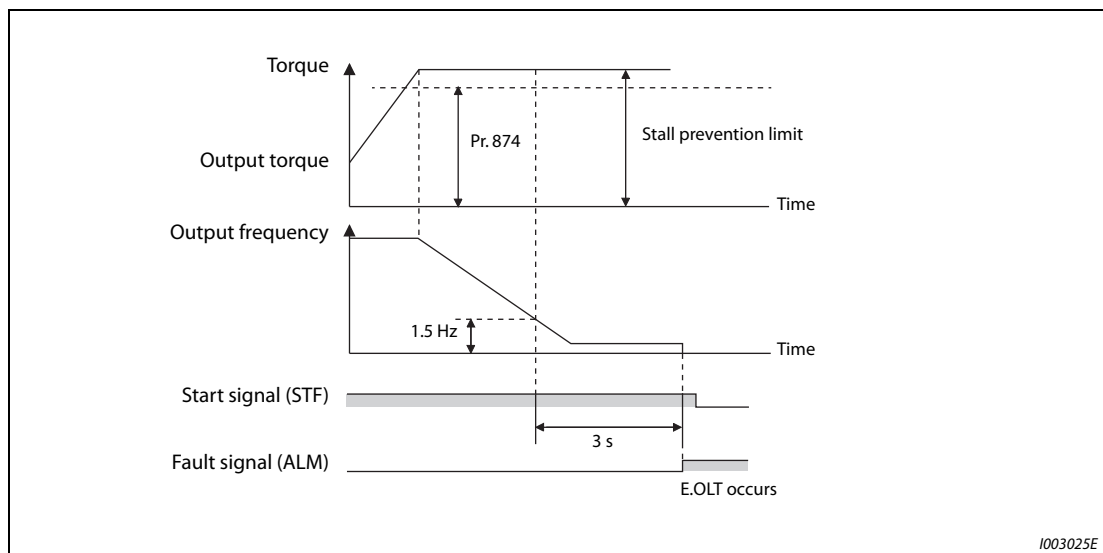 Torque
Pr. 874
Stall prevention limit
Output torque
Time
Output frequency
1.5 Hz
Time
Start signal (STF)
3 s
Fault signal (ALM)
E.OLT occurs
I003025E